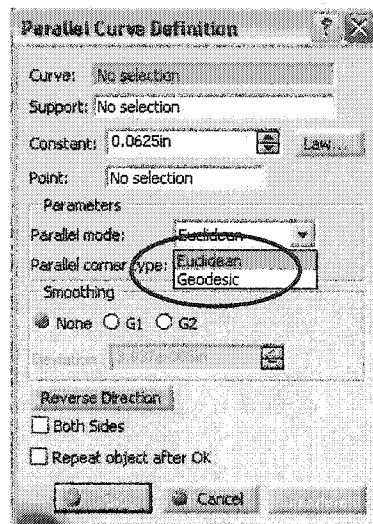 Parallel Curve Definition ? X
Curve: No selection
Support: No selection
Constant: 0.0625in Law...
Point: No selection
Parameters
Parallel mode: Euclidean
Parallel corner type: Euclidean
Geodesic
Smoothing
None G1 G2
Deviation:
Reverse Direction
Both Sides
Repeat object after OK
Cancel